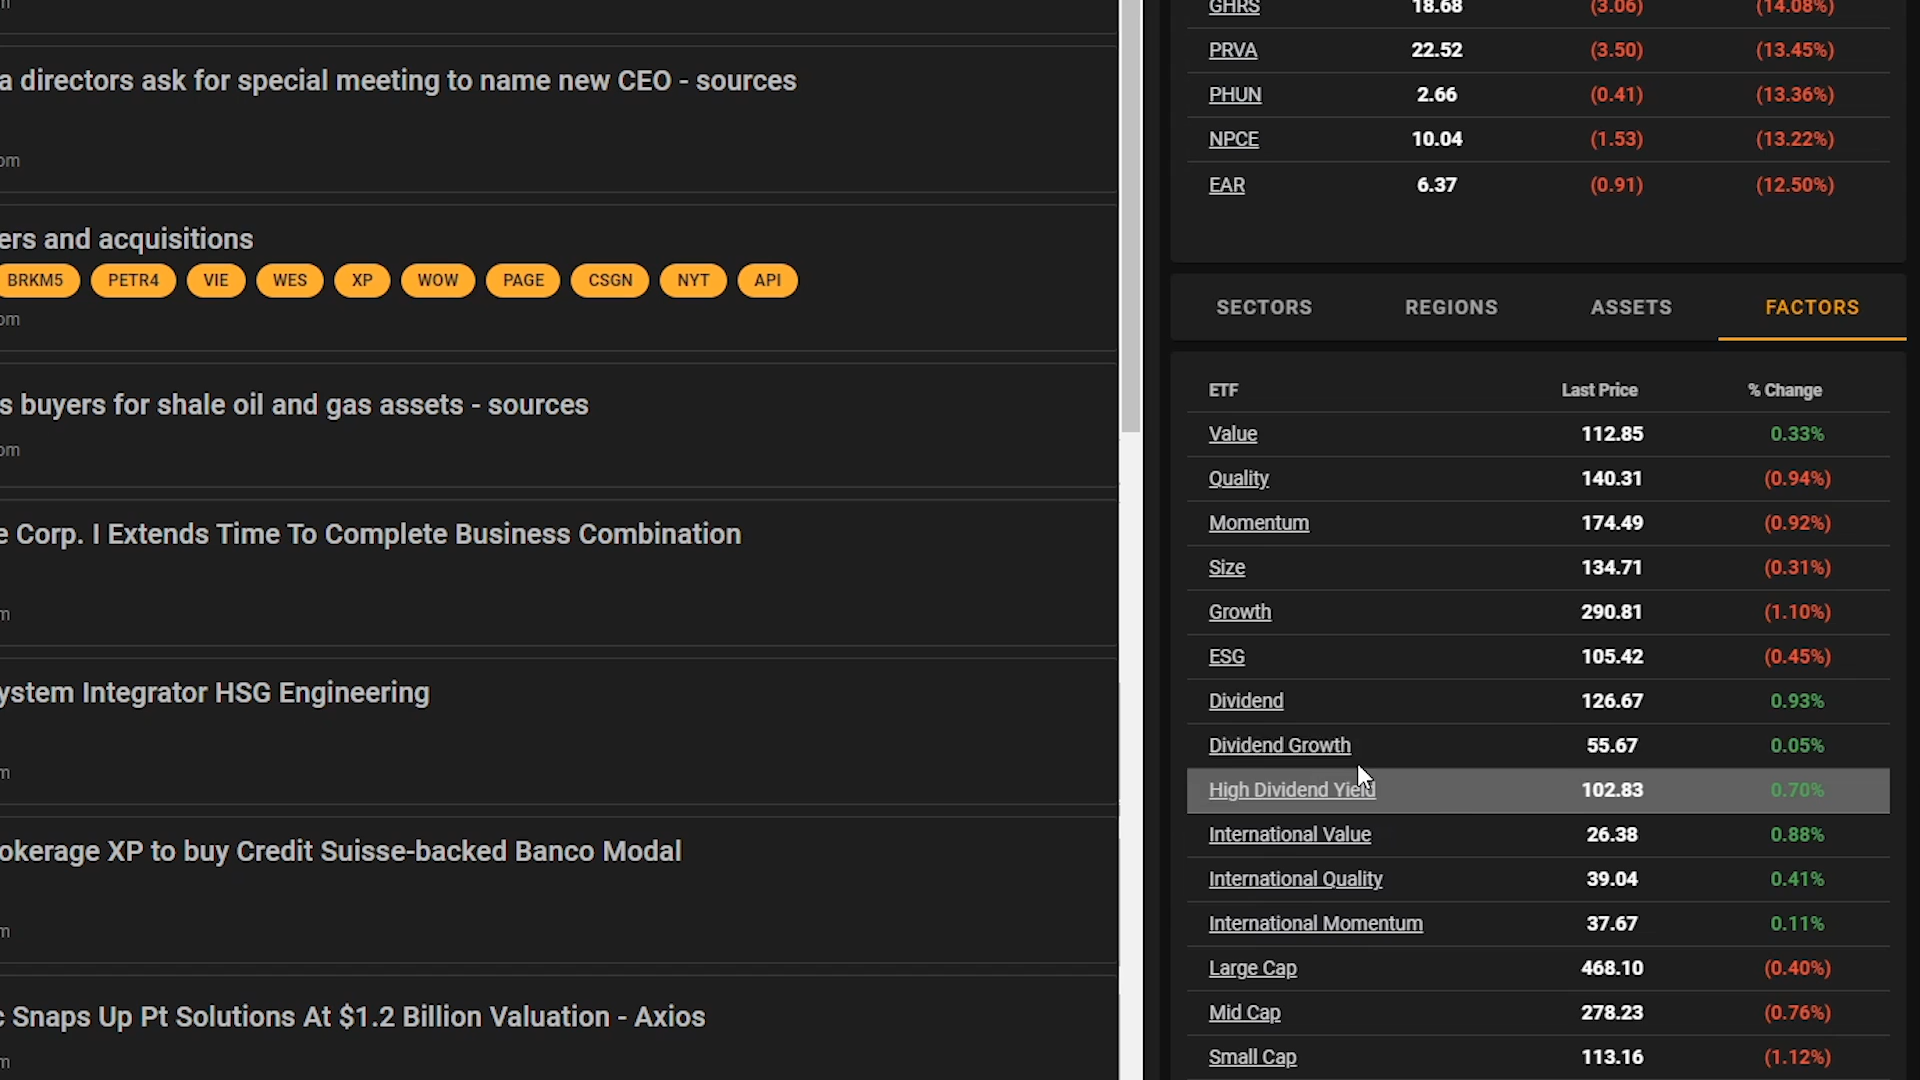 a directors ask for special meeting to name new CEO - sources
ers and acquisitions
BRKM5 PETR4 VIE WES XP WOW PAGE CSGN NYT API
s buyers for shale oil and gas assets - sources
e Corp. I Extends Time To Complete Business Combination
ystem Integrator HSG Engineering
okerage XP to buy Credit Suisse-backed Banco Modal
c Snaps Up Pt Solutions At $1.2 Billion Valuation - Axios
GHRS 18.68 (3.06) (14.08%)
PRVA 22.52 (3.50) (13.45%)
PHUN 2.66 (0.41) (13.36%)
NPCE 10.04 (1.53) (13.22%)
EAR 6.37 (0.91) (12.50%)
SECTORS REGIONS ASSETS FACTORS
ETF Last Price % Change
Value 112.85 0.33%
Quality 140.31 (0.94%)
Momentum 174.49 (0.92%)
Size 134.71 (0.31%)
Growth 290.81 (1.10%)
ESG 105.42 (0.45%)
Dividend 126.67 0.93%
Dividend Growth 55.67 0.05%
High Dividend Yield 102.83 0.70%
International Value 26.38 0.88%
International Quality 39.04 0.41%
International Momentum 37.67 0.11%
Large Cap 468.10 (0.40%)
Mid Cap 278.23 (0.76%)
Small Cap 113.16 (1.12%)